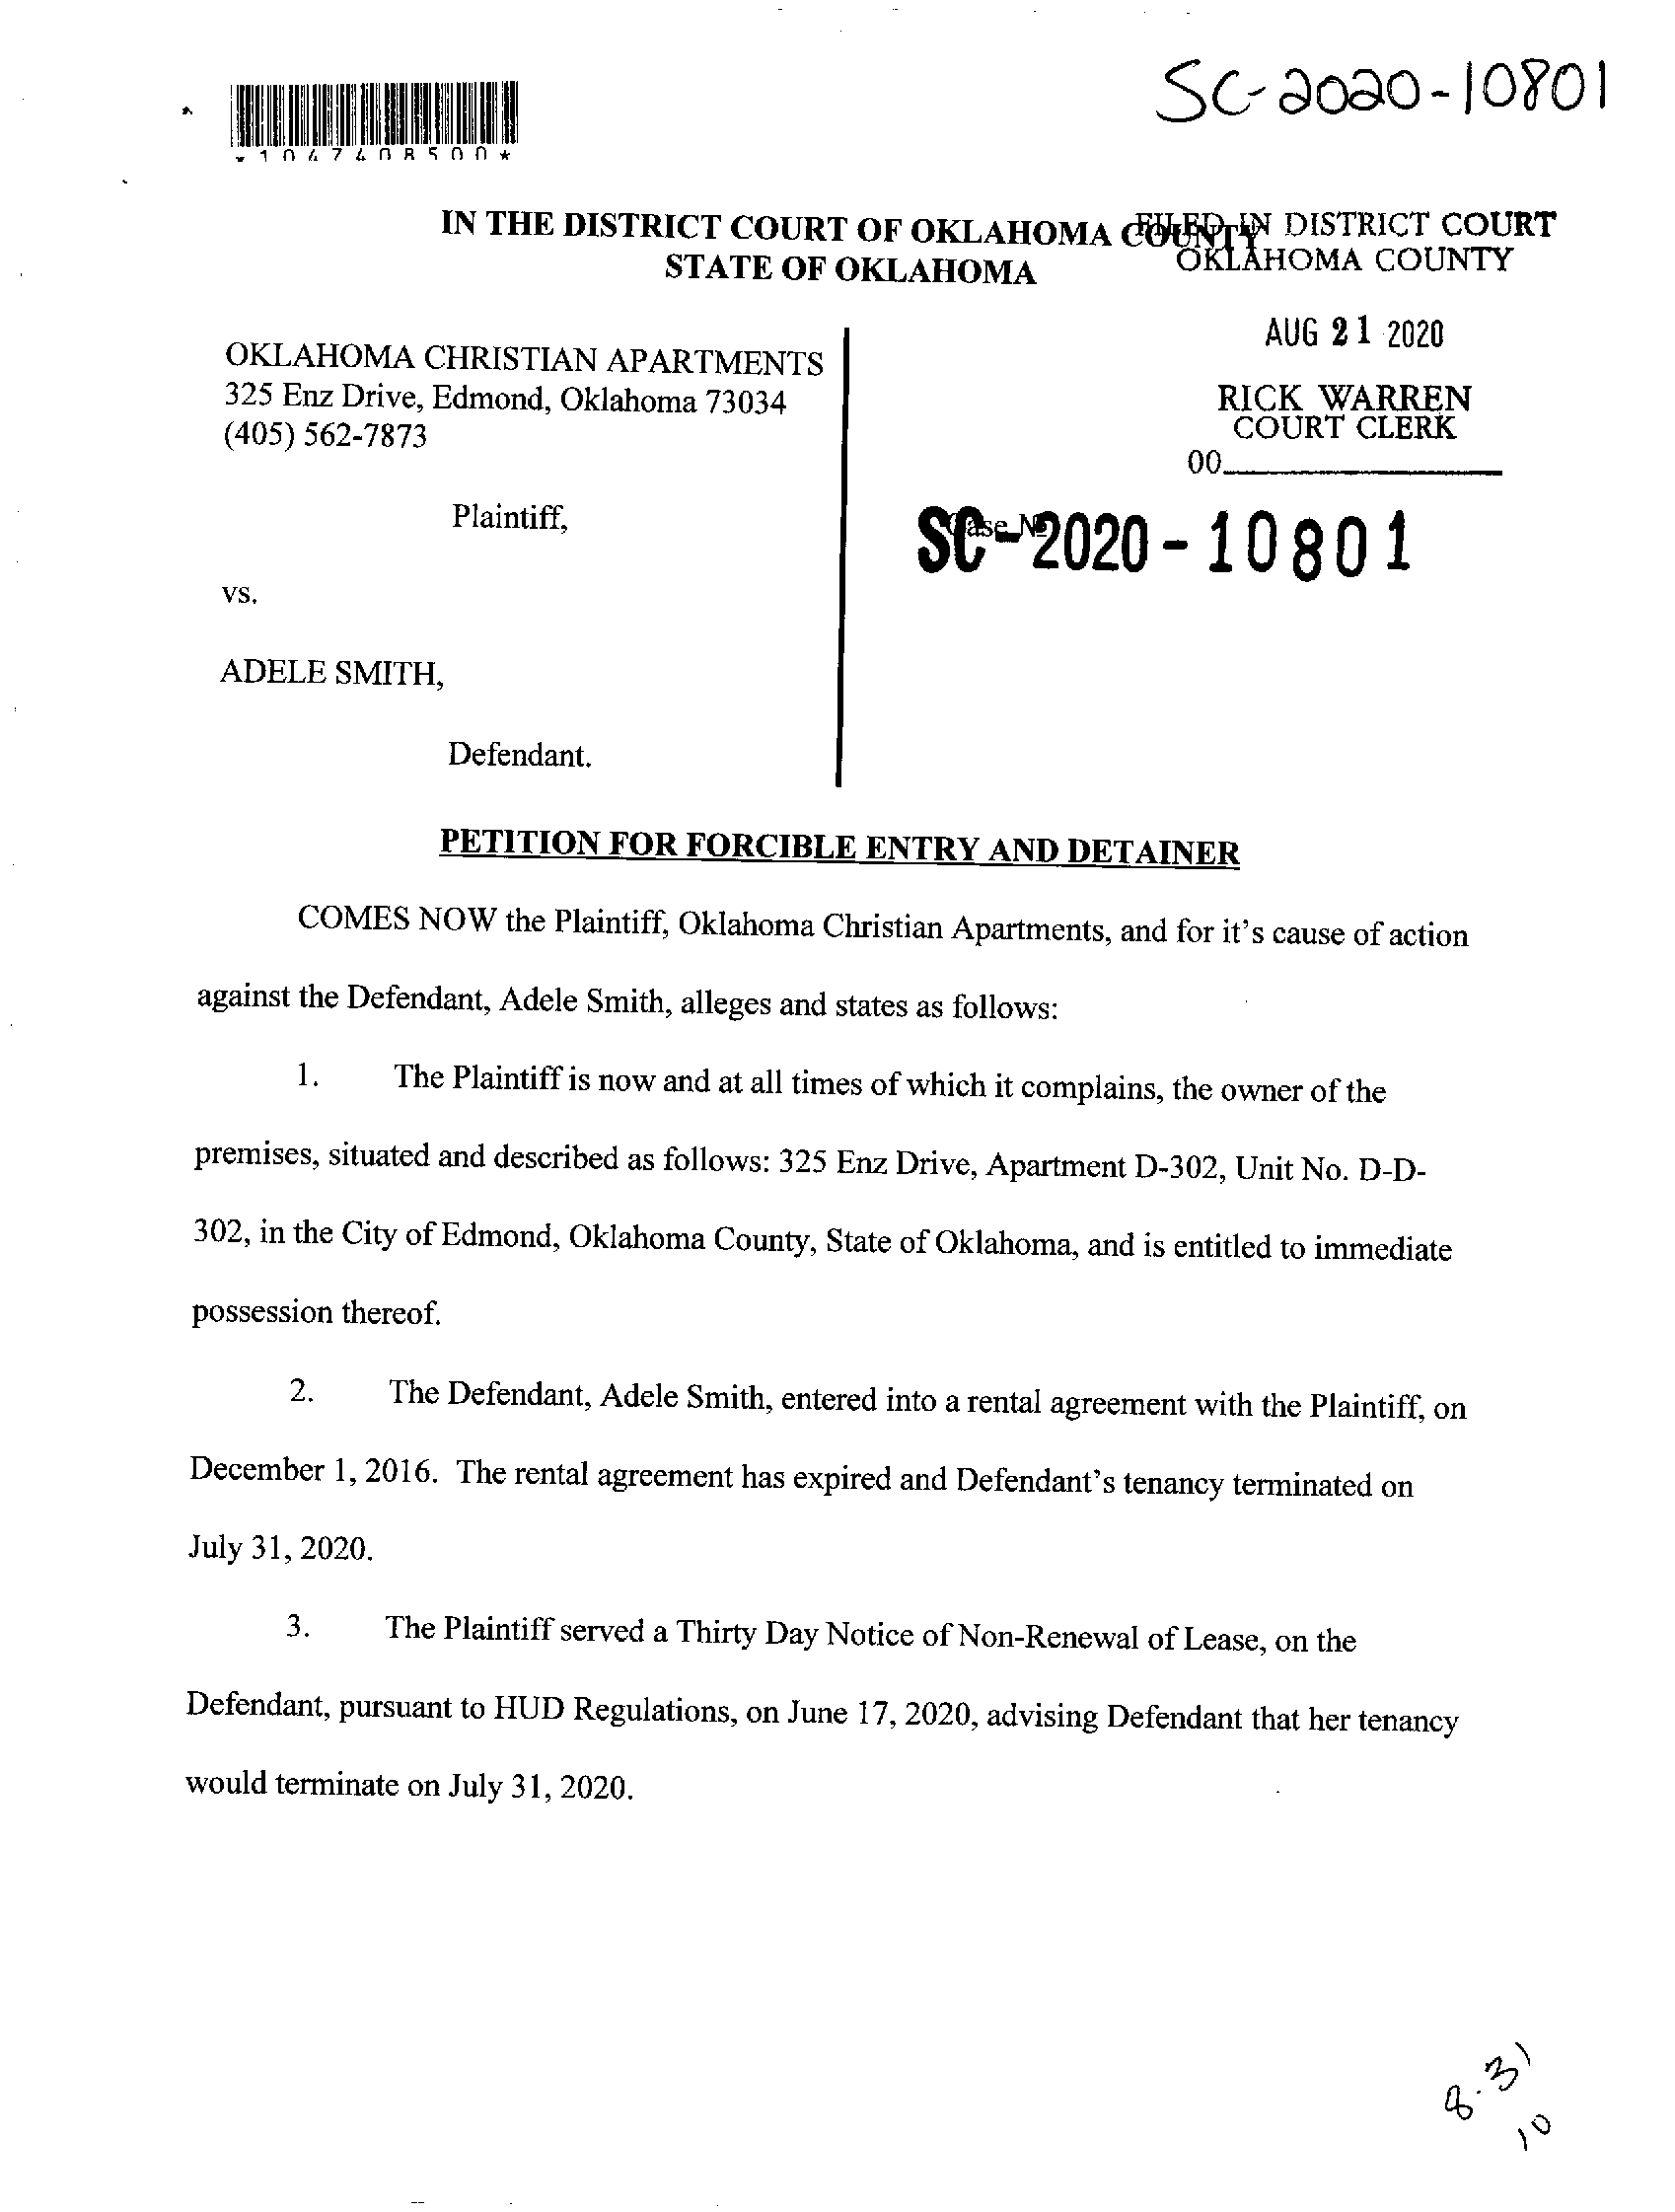 SC-2020-10801
*1047408500*
IN THE DISTRICT COURT OF OKLAHOMA COUNTY
STATE OF OKLAHOMA
FILED IN DISTRICT COURT
OKLAHOMA COUNTY
AUG 21 2020
RICK WARREN
COURT CLERK
00
OKLAHOMA CHRISTIAN APARTMENTS
325 Enz Drive, Edmond, Oklahoma 73034
(405) 562-7873
Plaintiff,
Case No
SC-2020-10801
vs.
ADELE SMITH,
Defendant.
PETITION FOR FORCIBLE ENTRY AND DETAINER
COMES NOW the Plaintiff, Oklahoma Christian Apartments, and for it's cause of action
against the Defendant, Adele Smith, alleges and states as follows:
1. The Plaintiff is now and at all times of which it complains, the owner of the
premises, situated and described as follows: 325 Enz Drive, Apartment D-302, Unit No. D-D-
302, in the City of Edmond, Oklahoma County, State of Oklahoma, and is entitled to immediate
possession thereof.
2. The Defendant, Adele Smith, entered into a rental agreement with the Plaintiff, on
December 1, 2016. The rental agreement has expired and Defendant's tenancy terminated on
July 31, 2020.
3. The Plaintiff served a Thirty Day Notice of Non-Renewal of Lease, on the
Defendant, pursuant to HUD Regulations, on June 17, 2020, advising Defendant that her tenancy
would terminate on July 31, 2020.
8.31
10